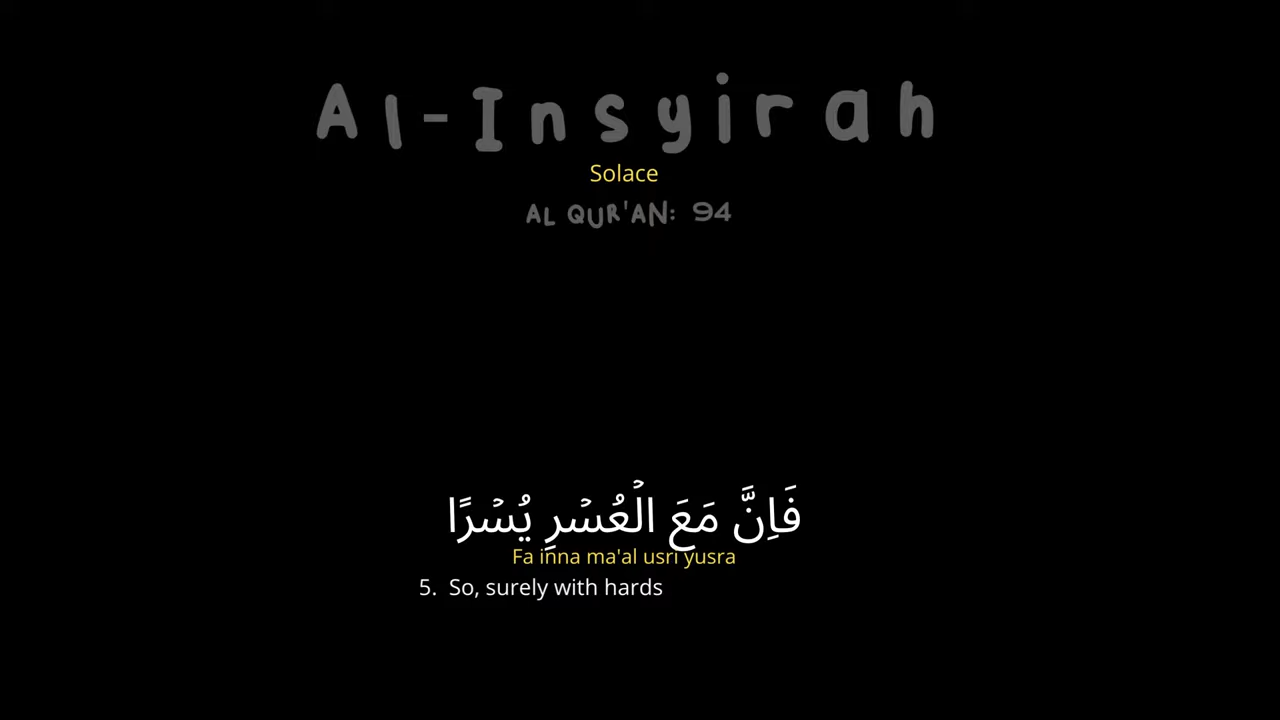 Al-Insyirah
Solace
AL QUR'AN: 94
فَاِنَّ مَعَ الْعُسْرِ يُسْرًا
Fa inna ma'al usri yusra
5. So, surely with hards